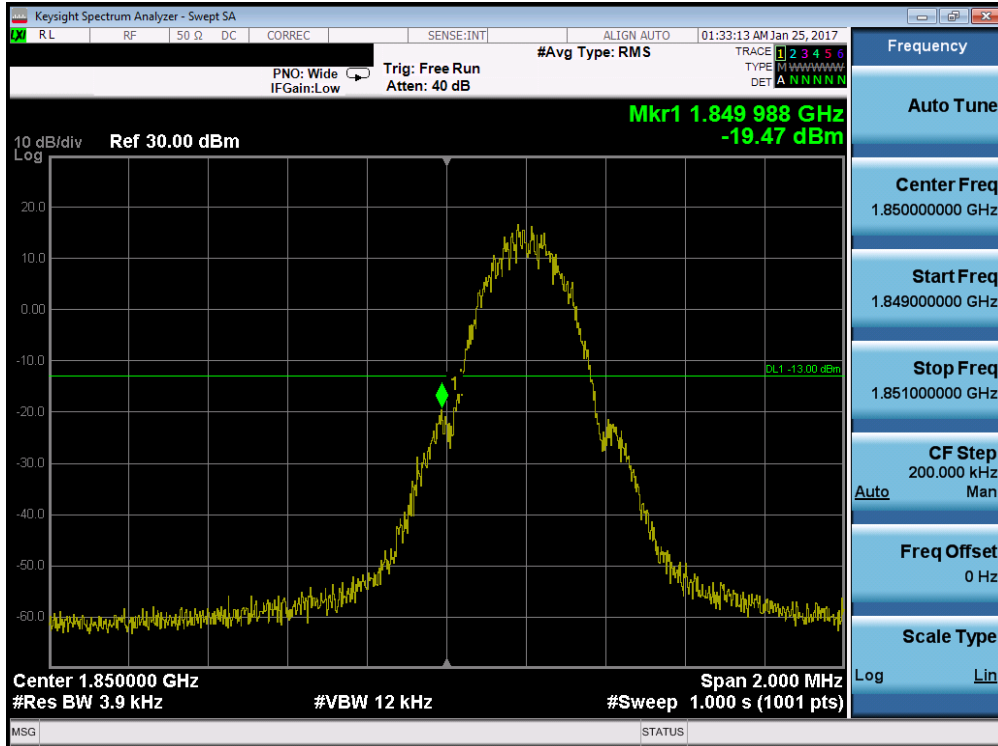 Keysight Spectrum Analyzer - Swept SA
LXI RL RF 50 Ω DC CORREC SENSE:INT ALIGN AUTO 01:33:13 AM Jan 25, 2017
#Avg Type: RMS TRACE 1 2 3 4 5 6
PNO: Wide Trig: Free Run TYPE M WWWWW
IFGain:Low Atten: 40 dB DET A N N N N N
Mkr1 1.849 988 GHz
-19.47 dBm
10 dB/div Ref 30.00 dBm
Log
20.0
10.0
0.00
-10.0
DL1 -13.00 dBm
1
-20.0
-30.0
-40.0
-50.0
-60.0
Center 1.850000 GHz Span 2.000 MHz
#Res BW 3.9 kHz #VBW 12 kHz #Sweep 1.000 s (1001 pts)
MSG STATUS
Frequency
Auto Tune
Center Freq
1.850000000 GHz
Start Freq
1.849000000 GHz
Stop Freq
1.851000000 GHz
CF Step
200.000 kHz
Auto Man
Freq Offset
0 Hz
Scale Type
Log Lin